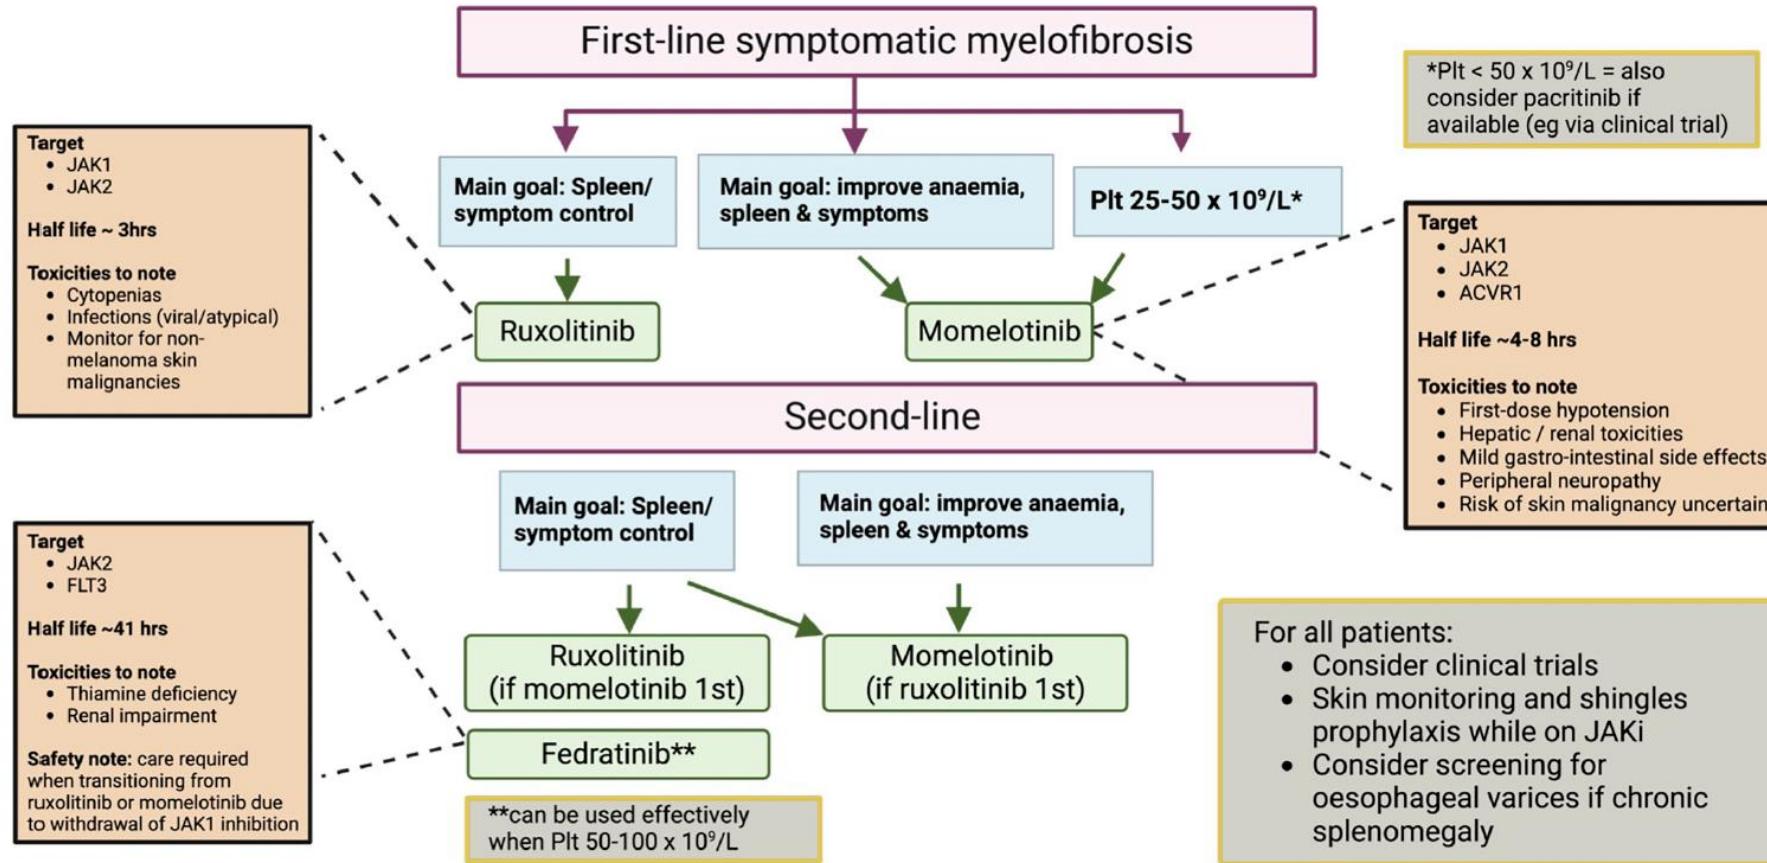 First-line symptomatic myelofibrosis
*Plt < 50 x 10⁹/L = also
consider pacritinib if
available (eg via clinical trial)
Target
• JAK1
• JAK2
Half life ~ 3hrs
Toxicities to note
• Cytopenias
• Infections (viral/atypical)
• Monitor for non-
melanoma skin
malignancies
Main goal: Spleen/
symptom control
Main goal: improve anaemia,
spleen & symptoms
Plt 25-50 x 10⁹/L*
Ruxolitinib
Momelotinib
Target
• JAK1
• JAK2
• ACVR1
Half life ~4-8 hrs
Toxicities to note
• First-dose hypotension
• Hepatic / renal toxicities
• Mild gastro-intestinal side effects
• Peripheral neuropathy
• Risk of skin malignancy uncertain
Second-line
Main goal: Spleen/
symptom control
Main goal: improve anaemia,
spleen & symptoms
Target
• JAK2
• FLT3
Half life ~41 hrs
Toxicities to note
• Thiamine deficiency
• Renal impairment
Safety note: care required
when transitioning from
ruxolitinib or momelotinib due
to withdrawal of JAK1 inhibition
Ruxolitinib
(if momelotinib 1st)
Momelotinib
(if ruxolitinib 1st)
Fedratinib**
**can be used effectively
when Plt 50-100 x 10⁹/L
For all patients:
• Consider clinical trials
• Skin monitoring and shingles
prophylaxis while on JAKi
• Consider screening for
oesophageal varices if chronic
splenomegaly